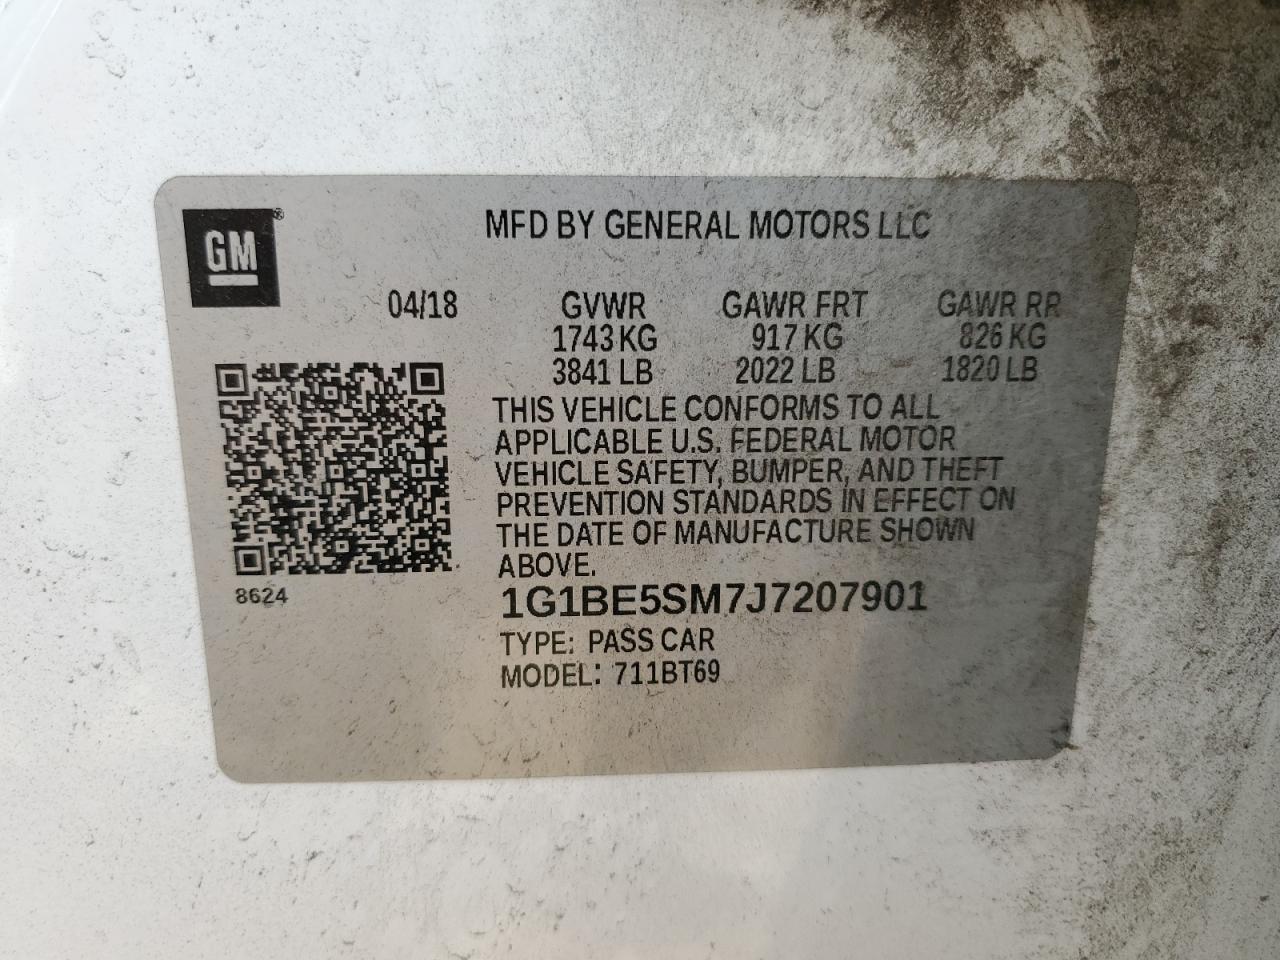 GM®
MFD BY GENERAL MOTORS LLC
04/18 GVWR GAWR FRT GAWR RR
1743 KG 917 KG 826 KG
3841 LB 2022 LB 1820 LB
THIS VEHICLE CONFORMS TO ALL
APPLICABLE U.S. FEDERAL MOTOR
VEHICLE SAFETY, BUMPER, AND THEFT
PREVENTION STANDARDS IN EFFECT ON
THE DATE OF MANUFACTURE SHOWN
ABOVE.
8624
1G1BE5SM7J7207901
TYPE: PASS CAR
MODEL: 711BT69